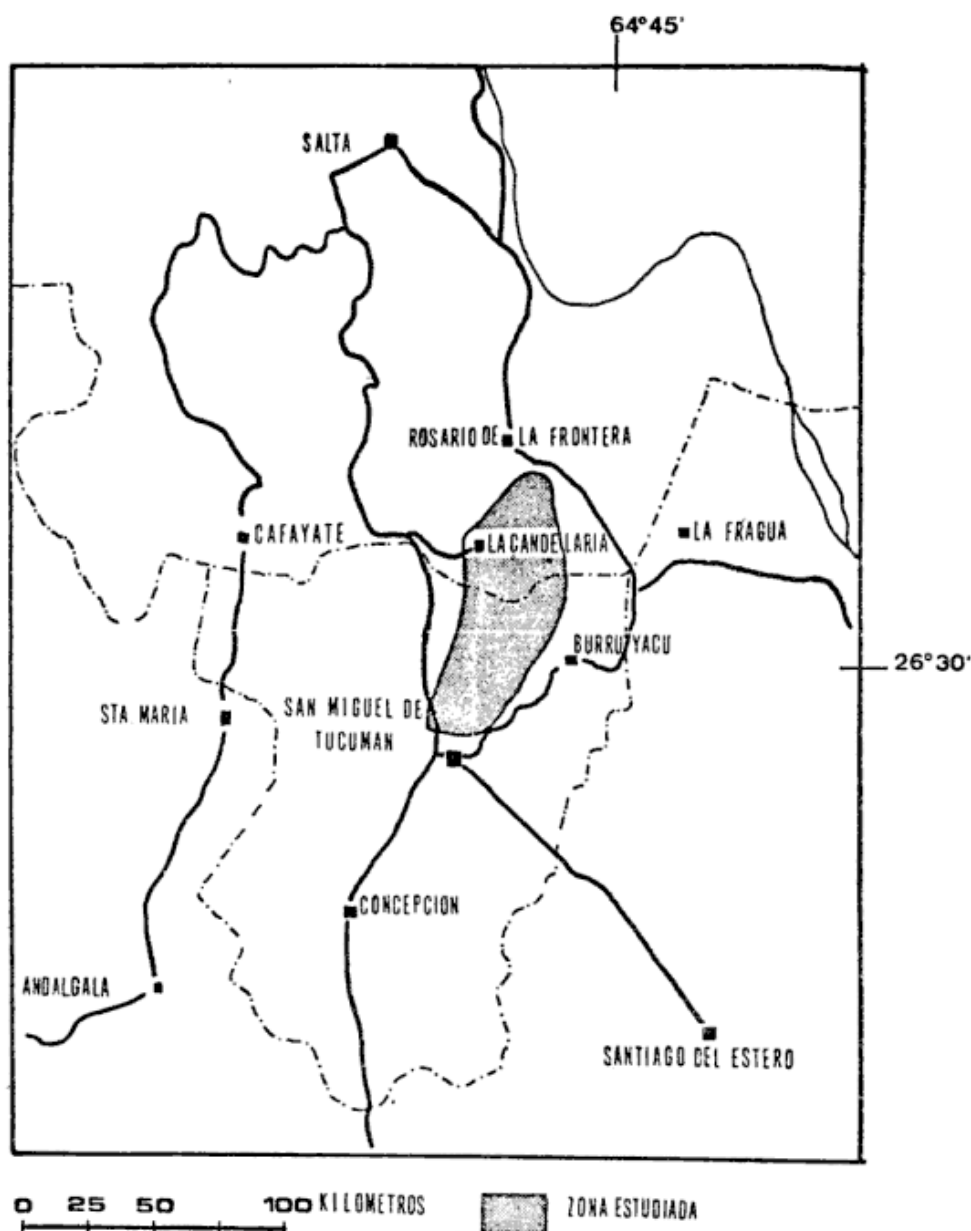 64°45'
SALTA
ROSARIO DE LA FRONTERA
CAFAYATE
LA CANDELARIA
LA FRAGUA
BURRUYACU
26°30'
STA. MARIA
SAN MIGUEL DE
TUCUMAN
CONCEPCION
ANDALGALA
SANTIAGO DEL ESTERO
0 25 50 100 KILOMETROS
ZONA ESTUDIADA